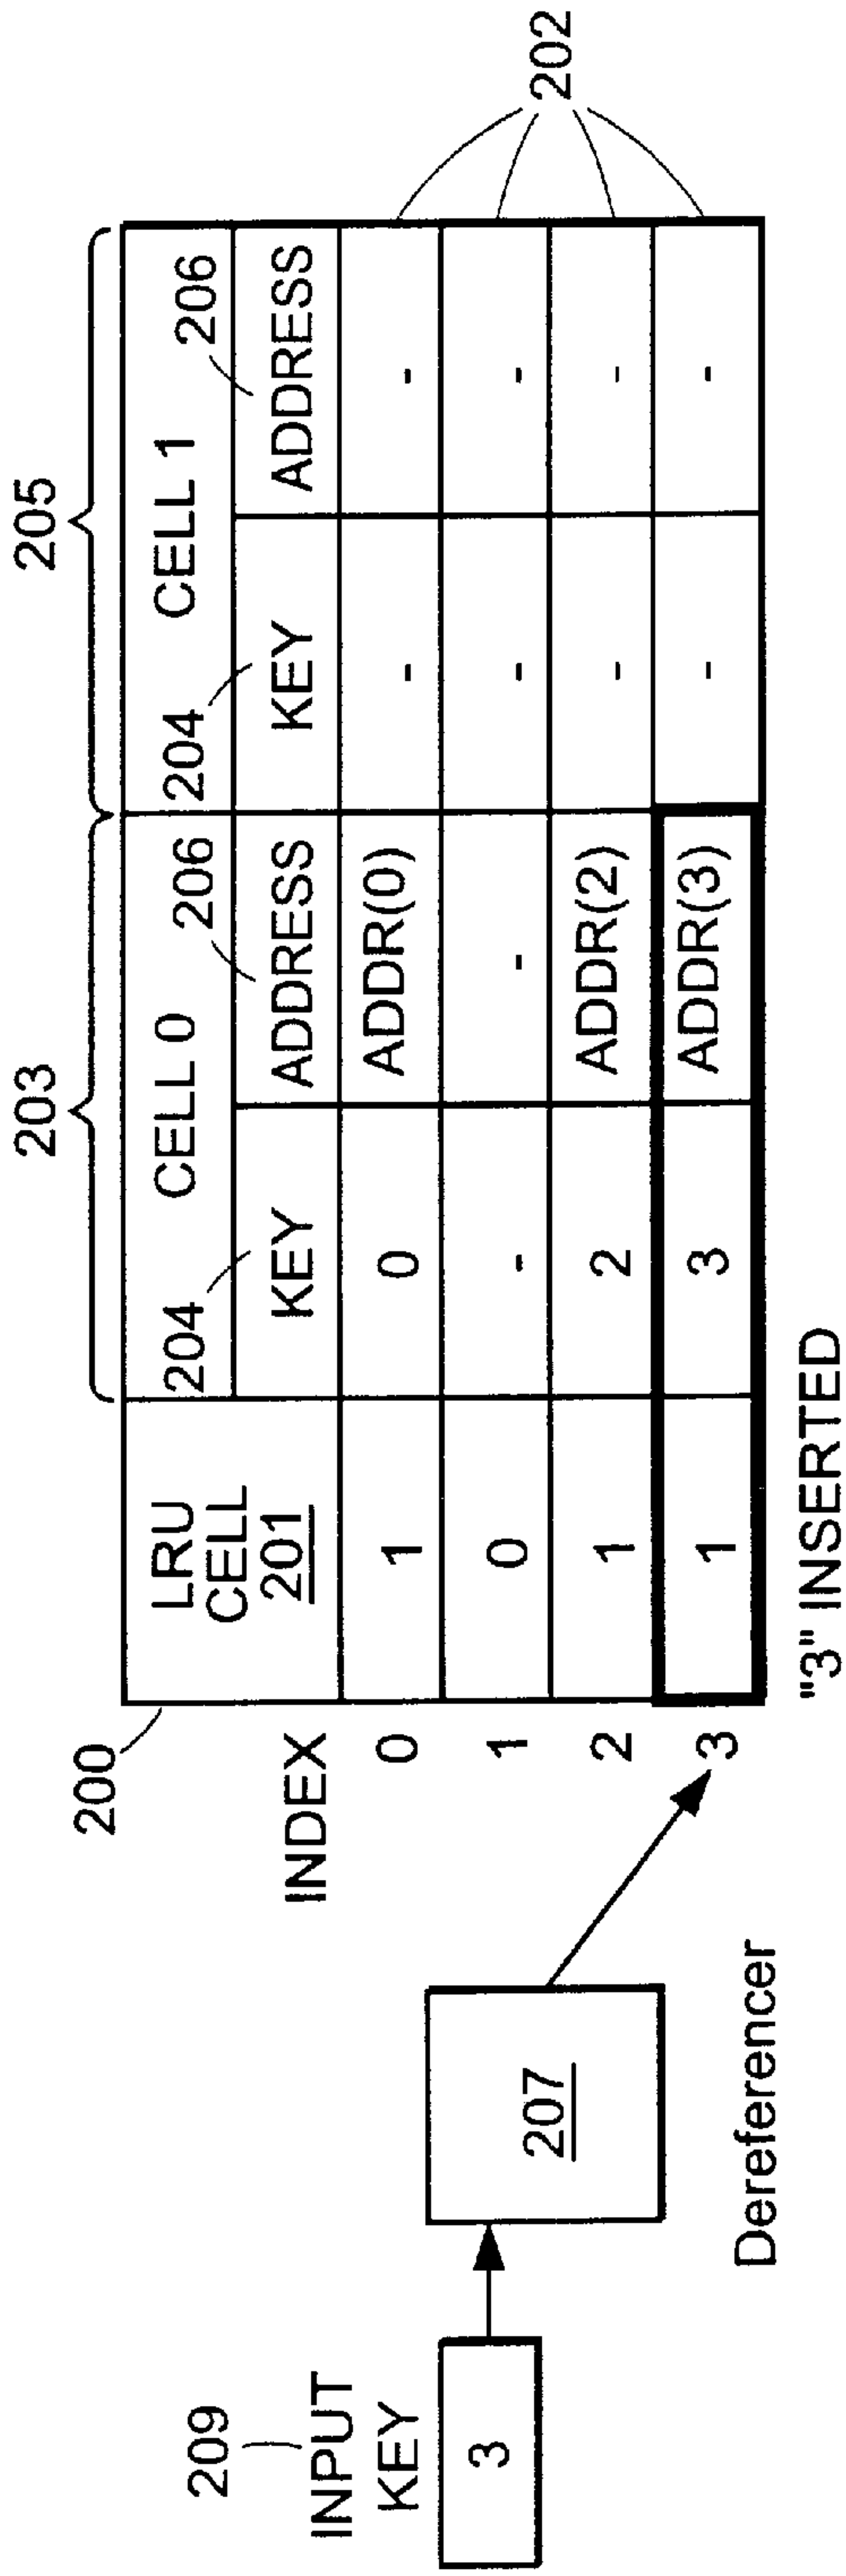 203 205
200 LRU CELL 0 CELL 1
CELL 204 206 204 206
INDEX 201 KEY ADDRESS KEY ADDRESS
0 1 0 ADDR(0) - -
1 0 - - - -
2 1 2 ADDR(2) - -
3 1 3 ADDR(3) - -
202
209
INPUT
KEY
3
207
Dereferencer
"3" INSERTED